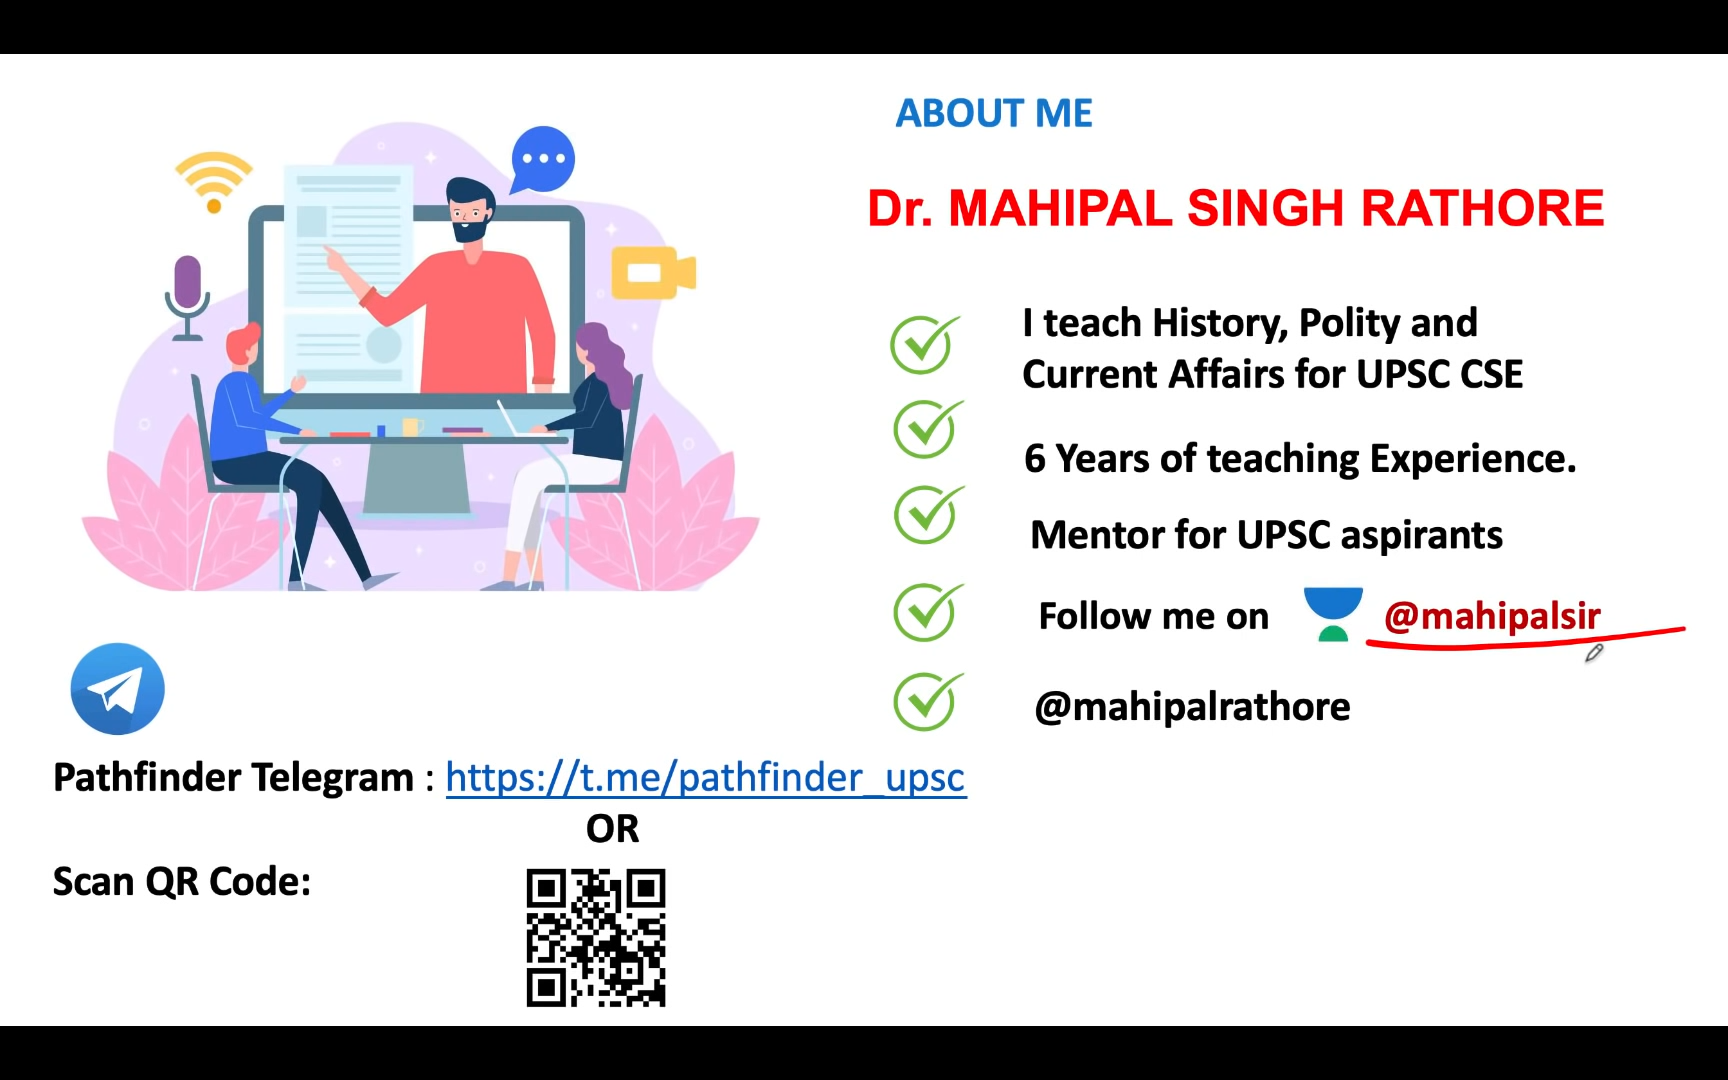 ABOUT ME
Dr. MAHIPAL SINGH RATHORE
I teach History, Polity and
Current Affairs for UPSC CSE
6 Years of teaching Experience.
Mentor for UPSC aspirants
Follow me on @mahipalsir
@mahipalrathore
Pathfinder Telegram : https://t.me/pathfinder_upsc
OR
Scan QR Code: